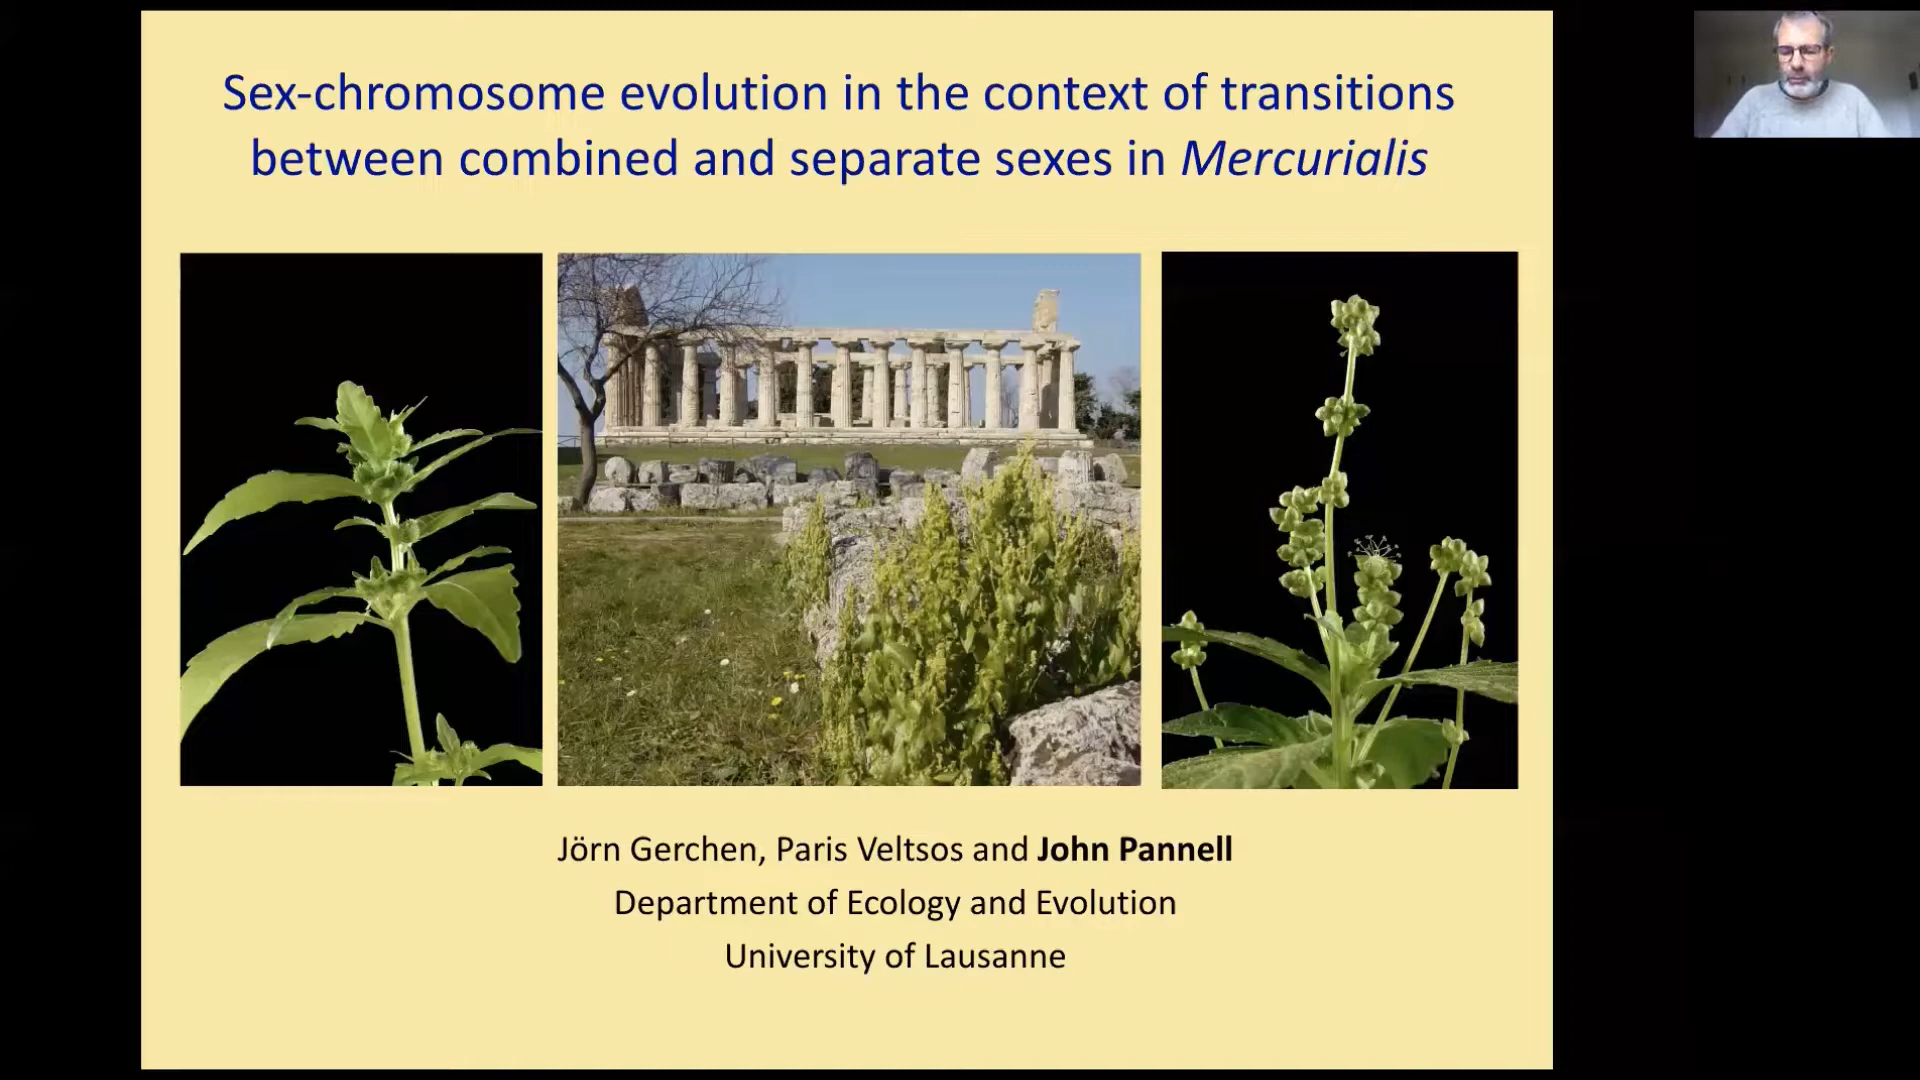 Sex-chromosome evolution in the context of transitions
between combined and separate sexes in Mercurialis
Jörn Gerchen, Paris Veltsos and John Pannell
Department of Ecology and Evolution
University of Lausanne